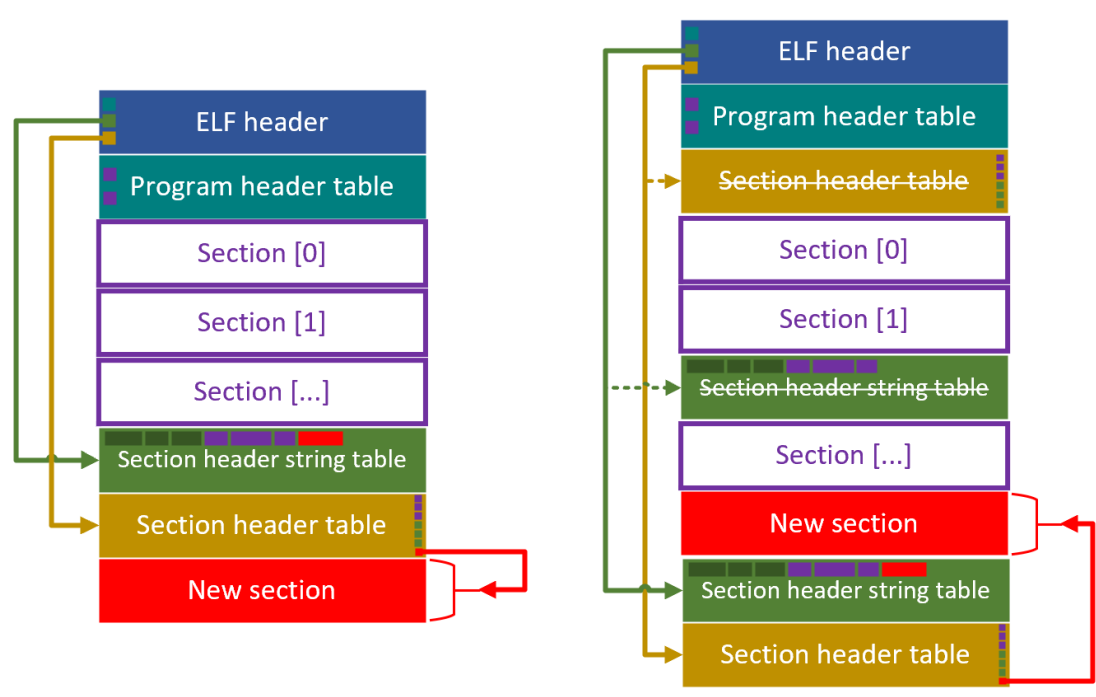 ELF header
Program header table
Section [0]
Section [1]
Section [...]
Section header string table
Section header table
New section
ELF header
Program header table
Section header table
Section [0]
Section [1]
Section header string table
Section [...]
New section
Section header string table
Section header table